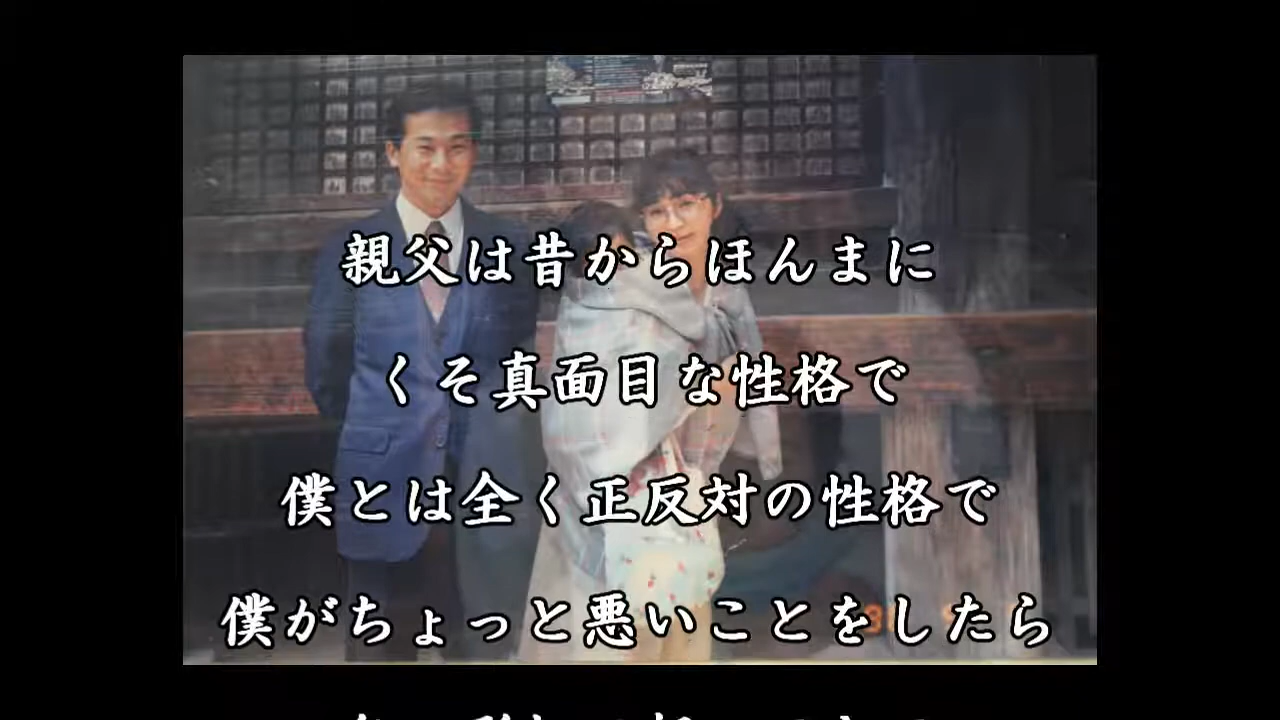 親父は昔からほんまに
くそ真面目な性格で
僕とは全く正反対の性格で
僕がちょっと悪いことをしたら